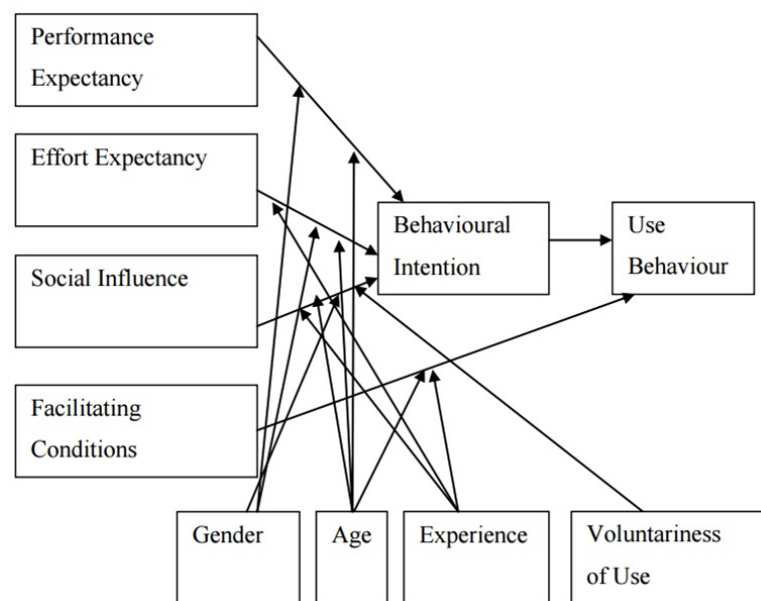 Performance
Expectancy
Effort Expectancy
Social Influence
Facilitating
Conditions
Behavioural
Intention
Use
Behaviour
Gender
Age
Experience
Voluntariness
of Use